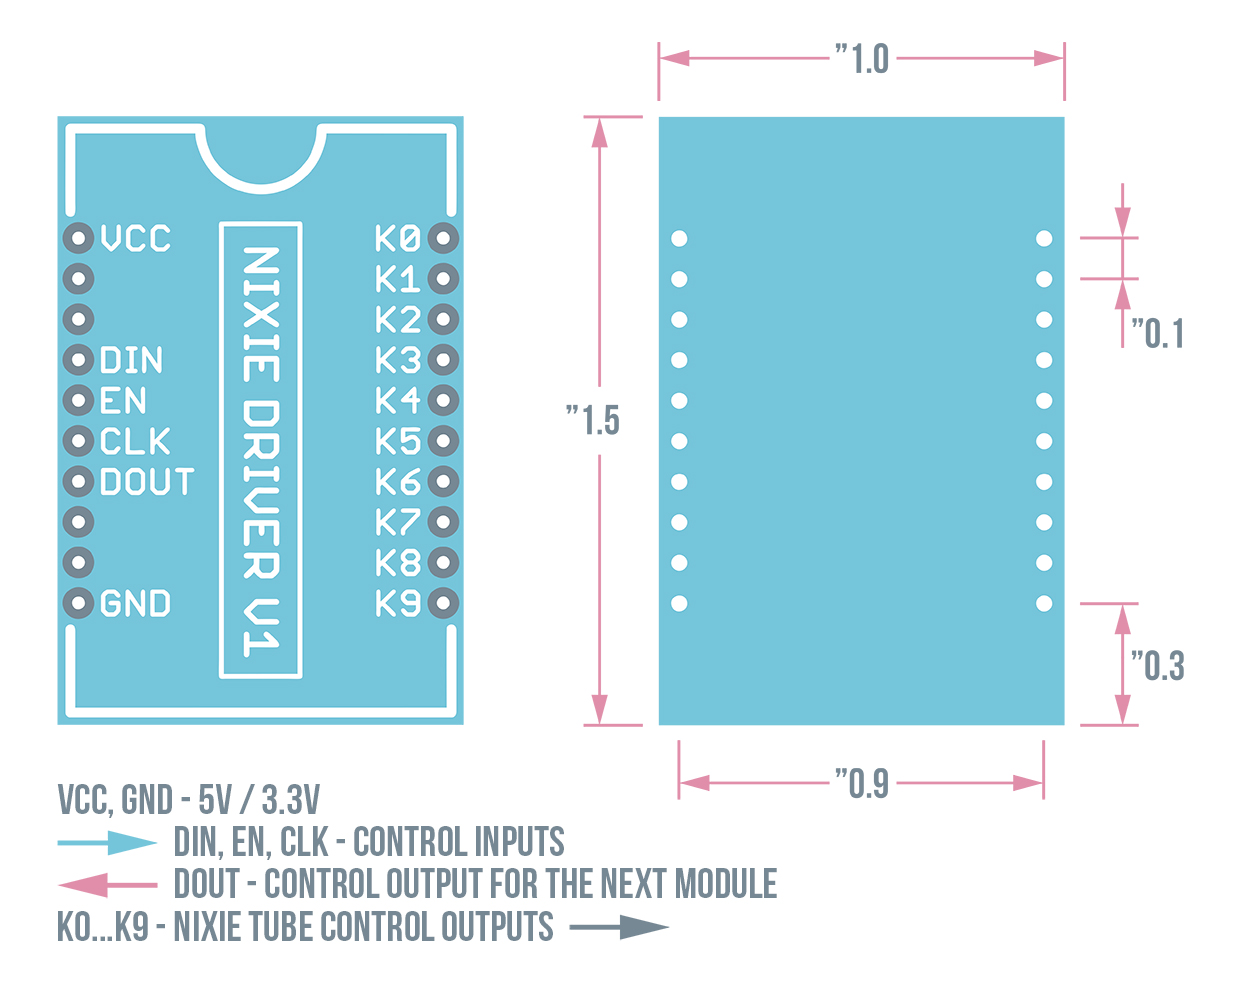 ”1.0
VCC
DIN
EN
CLK
DOUT
GND
NIXIE DRIVER V1
K0
K1
K2
K3
K4
K5
K6
K7
K8
K9
”1.5
”0.1
”0.3
”0.9
VCC, GND - 5V / 3.3V
DIN, EN, CLK - CONTROL INPUTS
DOUT - CONTROL OUTPUT FOR THE NEXT MODULE
K0...K9 - NIXIE TUBE CONTROL OUTPUTS